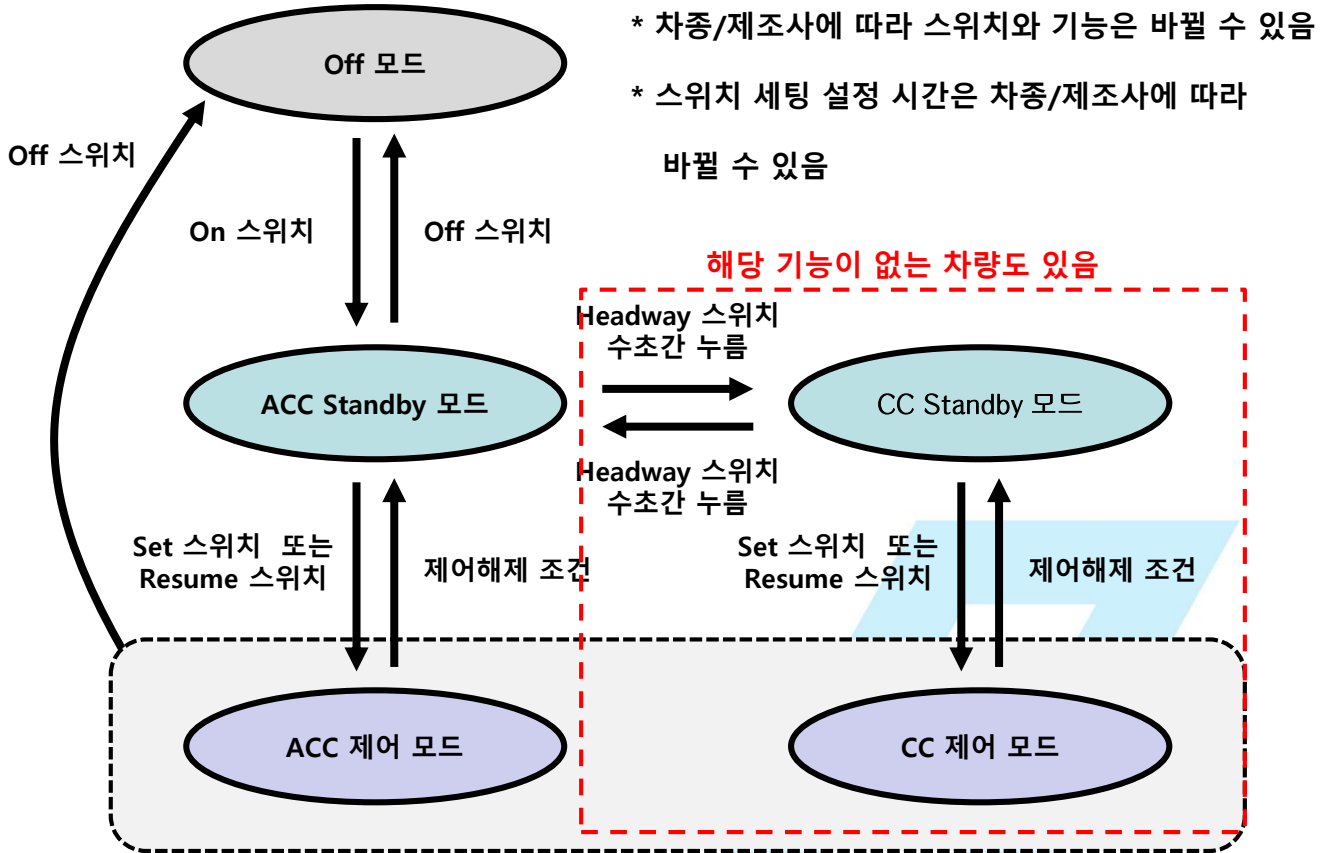 * 차종/제조사에 따라 스위치와 기능은 바뀔 수 있음
Off 모드
* 스위치 세팅 설정 시간은 차종/제조사에 따라
바뀔 수 있음
Off 스위치
On 스위치
Off 스위치
해당 기능이 없는 차량도 있음
Headway 스위치
수초간 누름
ACC Standby 모드
CC Standby 모드
Headway 스위치
수초간 누름
Set 스위치 또는
Resume 스위치
제어해제 조건
Set 스위치 또는
Resume 스위치
제어해제 조건
ACC 제어 모드
CC 제어 모드